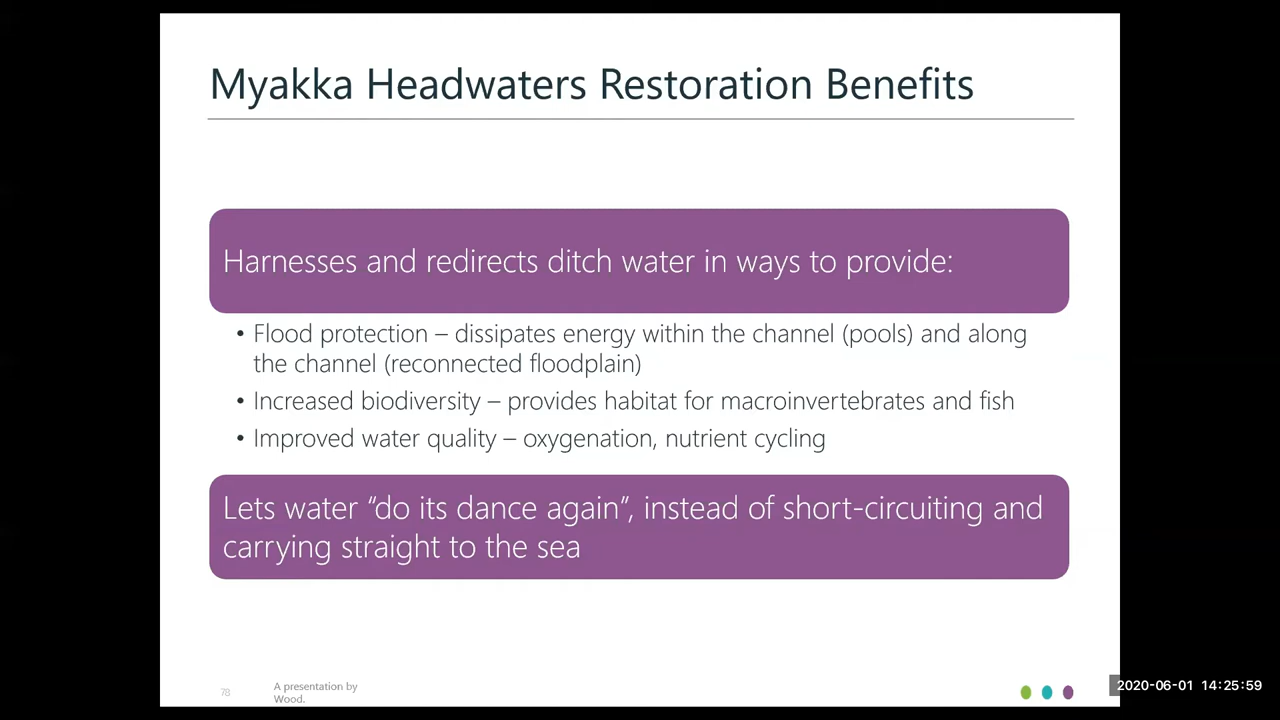 Myakka Headwaters Restoration Benefits
Harnesses and redirects ditch water in ways to provide:
• Flood protection – dissipates energy within the channel (pools) and along
the channel (reconnected floodplain)
• Increased biodiversity – provides habitat for macroinvertebrates and fish
• Improved water quality – oxygenation, nutrient cycling
Lets water “do its dance again”, instead of short-circuiting and
carrying straight to the sea
78
A presentation by
Wood.
2020-06-01 14:25:59